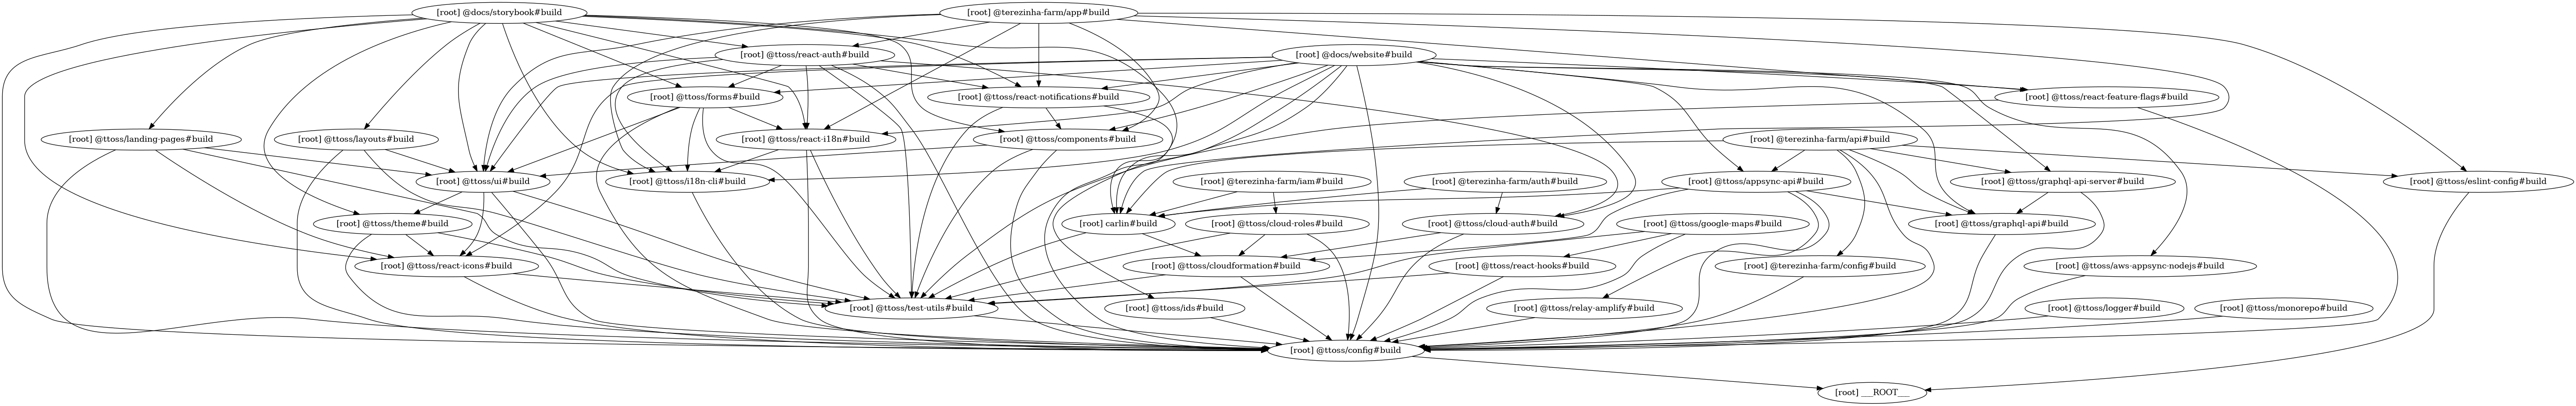 [root] @docs/storybook#build
[root] @terezinha-farm/app#build
[root] @ttoss/react-auth#build
[root] @docs/website#build
[root] @ttoss/forms#build
[root] @ttoss/react-notifications#build
[root] @ttoss/react-feature-flags#build
[root] @ttoss/landing-pages#build
[root] @ttoss/layouts#build
[root] @ttoss/react-i18n#build
[root] @ttoss/components#build
[root] @terezinha-farm/api#build
[root] @ttoss/ui#build
[root] @ttoss/i18n-cli#build
[root] @terezinha-farm/iam#build
[root] @terezinha-farm/auth#build
[root] @ttoss/appsync-api#build
[root] @ttoss/graphql-api-server#build
[root] @ttoss/eslint-config#build
[root] @ttoss/theme#build
[root] carlin#build
[root] @ttoss/cloud-roles#build
[root] @ttoss/cloud-auth#build
[root] @ttoss/google-maps#build
[root] @ttoss/graphql-api#build
[root] @ttoss/react-icons#build
[root] @ttoss/cloudformation#build
[root] @ttoss/react-hooks#build
[root] @terezinha-farm/config#build
[root] @ttoss/aws-appsync-nodejs#build
[root] @ttoss/test-utils#build
[root] @ttoss/ids#build
[root] @ttoss/relay-amplify#build
[root] @ttoss/logger#build
[root] @ttoss/monorepo#build
[root] @ttoss/config#build
[root] ___ROOT___